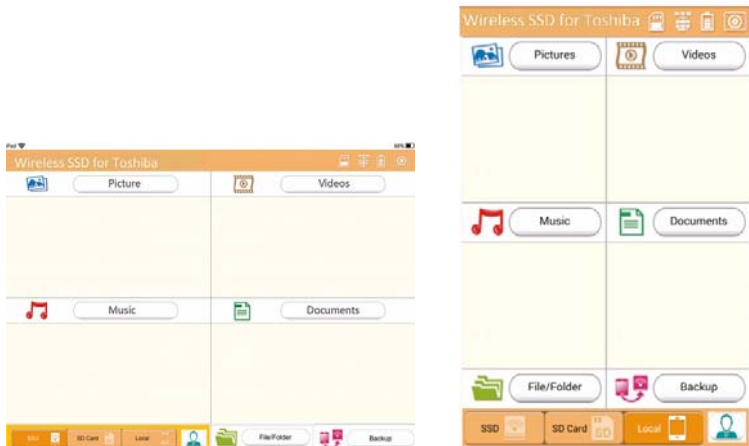 iPad
Wireless SSD for Toshiba
Picture
Videos
Music
Documents
SSD
SD Card
Local
File/Folder
Backup
Wireless SSD for Toshiba
Pictures
Videos
Music
Documents
File/Folder
Backup
SSD
SD Card
SD
Local